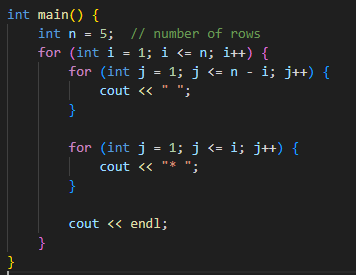 int main() {
    int n = 5;  // number of rows
    for (int i = 1; i <= n; i++) {
        for (int j = 1; j <= n - i; j++) {
            cout << " ";
        }

        for (int j = 1; j <= i; j++) {
            cout << "* ";
        }

        cout << endl;
    }
}